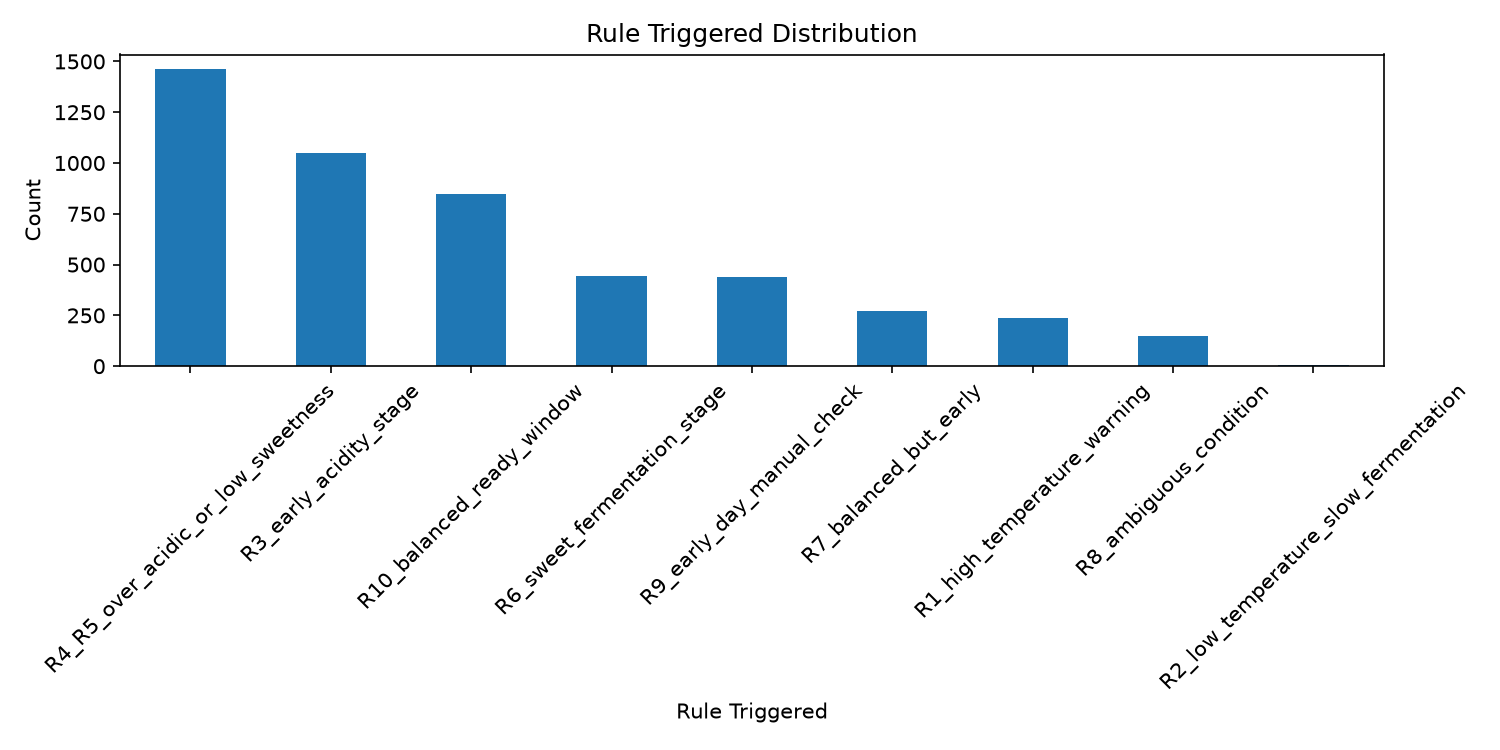 Rule Triggered Distribution
Count
1500
1250
1000
750
500
250
0
R4_R5_over_acidic_or_low_sweetness
R3_early_acidity_stage
R10_balanced_ready_window
R6_sweet_fermentation_stage
R9_early_day_manual_check
R7_balanced_but_early
R1_high_temperature_warning
R8_ambiguous_condition
R2_low_temperature_slow_fermentation
Rule Triggered